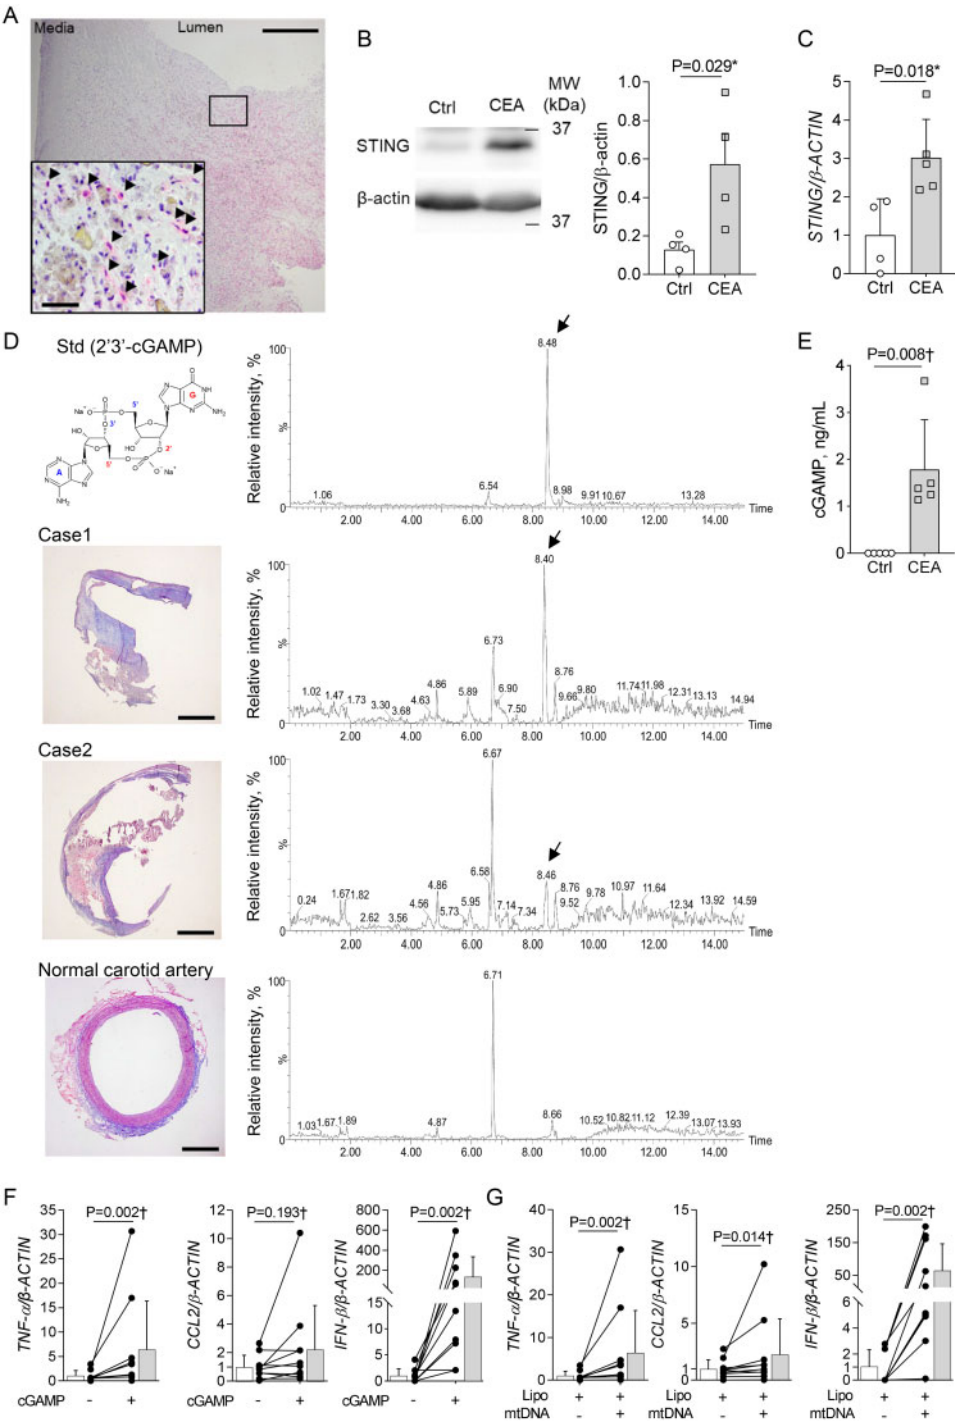 A
Media
Lumen
B
Ctrl
CEA
MW
(kDa)
STING
37
β-actin
37
P=0.029*
STING/β-actin
1.0
0.8
0.6
0.4
0.2
0.0
Ctrl
CEA
C
P=0.018*
STING/β-ACTIN
5
4
3
2
1
0
Ctrl
CEA
D
Std (2'3'-cGAMP)
O
N
NH
G
N
N
NH₂
Na⁺
5'
3'
HO
2'
5'
A
NH₂
Na⁺
Relative intensity, %
100
%
0
8.48
1.06
6.54
8.98
9.91
10.67
13.28
2.00 4.00 6.00 8.00 10.00 12.00 14.00 Time
E
P=0.008†
cGAMP, ng/mL
4
3
2
1
0
Ctrl
CEA
Case1
Relative intensity, %
100
%
0
8.40
6.73
8.76
1.02
1.47
1.73
3.30
3.68
4.63
4.86
5.89
6.90
7.50
9.66
9.80
11.74
11.98
12.31
13.13
14.94
2.00 4.00 6.00 8.00 10.00 12.00 14.00 Time
Case2
Relative intensity, %
100
%
0
6.67
6.58
8.46
0.24
1.67
1.82
2.62
3.56
4.56
4.86
5.73
5.95
7.14
7.34
8.76
9.52
9.78
10.97
11.64
12.34
13.92
14.59
2.00 4.00 6.00 8.00 10.00 12.00 14.00 Time
Normal carotid artery
Relative intensity, %
100
%
0
6.71
1.03
1.67
1.89
4.87
8.66
10.52
10.82
11.12
12.39
13.07
13.93
2.00 4.00 6.00 8.00 10.00 12.00 14.00 Time
F
P=0.002†
TNF-α/β-ACTIN
35
30
25
20
15
10
5
0
cGAMP - +
P=0.193†
CCL2/β-ACTIN
12
10
8
6
4
2
0
cGAMP - +
P=0.002†
IFN-β/β-ACTIN
800
600
400
200
15
10
5
0
cGAMP - +
G
P=0.002†
TNF-α/β-ACTIN
40
30
20
10
0
Lipo + +
mtDNA - +
P=0.014†
CCL2/β-ACTIN
15
10
5
1
0
Lipo + +
mtDNA - +
P=0.002†
IFN-β/β-ACTIN
250
150
50
6
4
2
1
0
Lipo + +
mtDNA - +